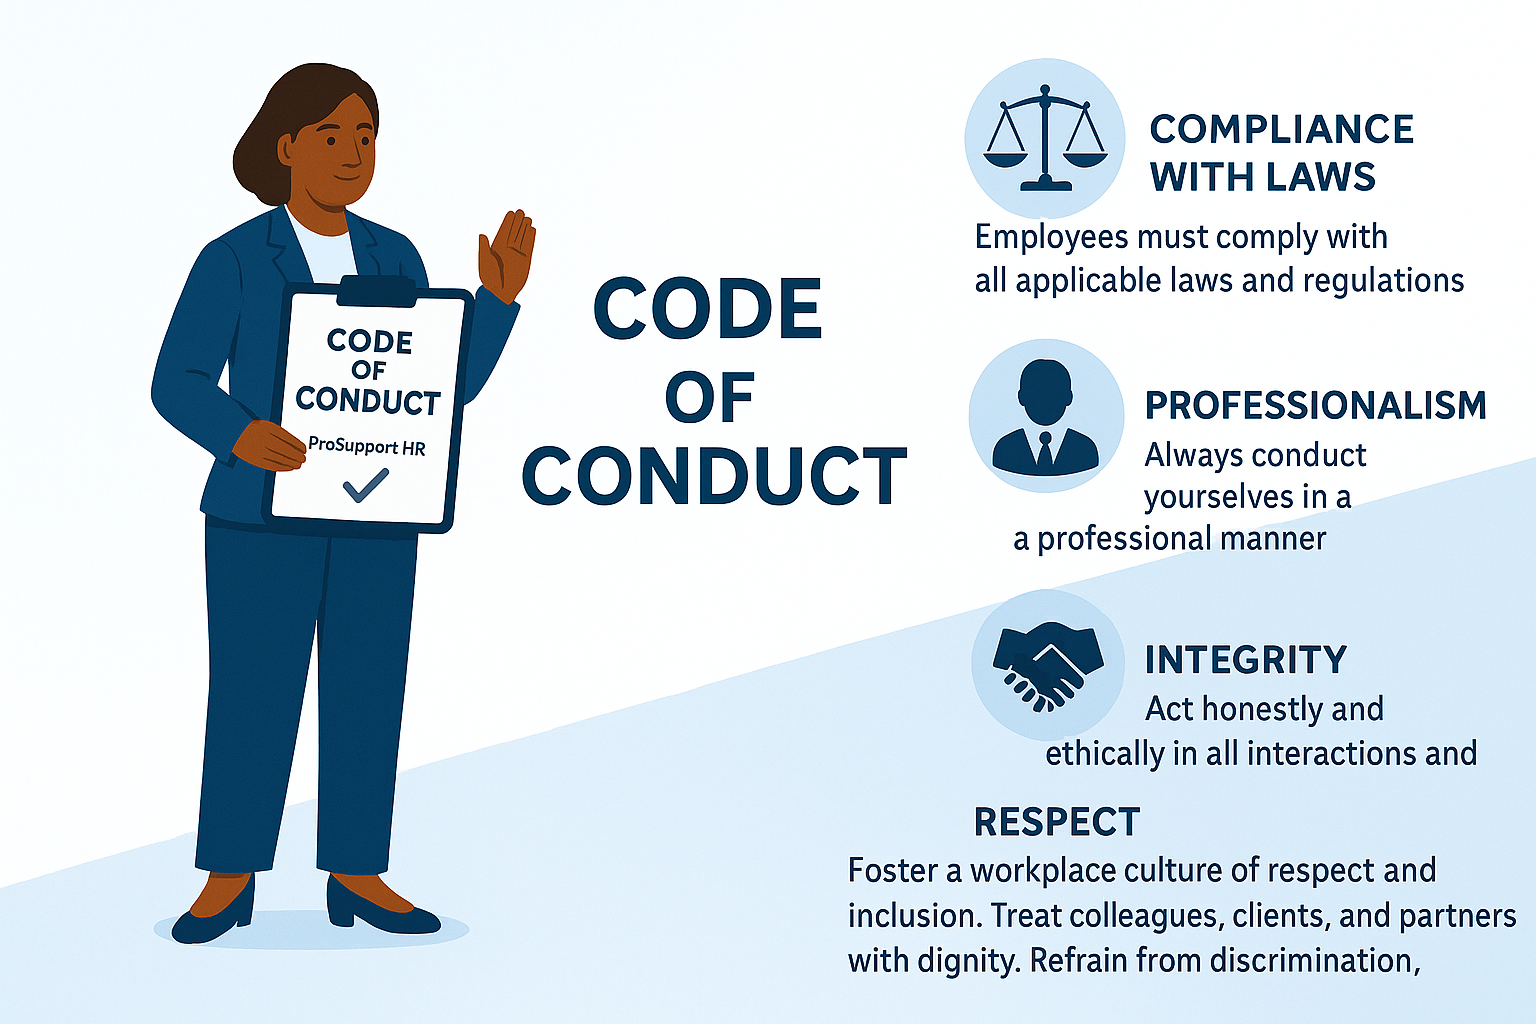 CODE
OF
CONDUCT
ProSupport HR
CODE
OF
CONDUCT
COMPLIANCE
WITH LAWS
Employees must comply with
all applicable laws and regulations
PROFESSIONALISM
Always conduct
yourselves in a
a professional manner
INTEGRITY
Act honestly and
ethically in all interactions and
RESPECT
Foster a workplace culture of respect and
inclusion. Treat colleagues, clients, and partners
with dignity. Refrain from discrimination,